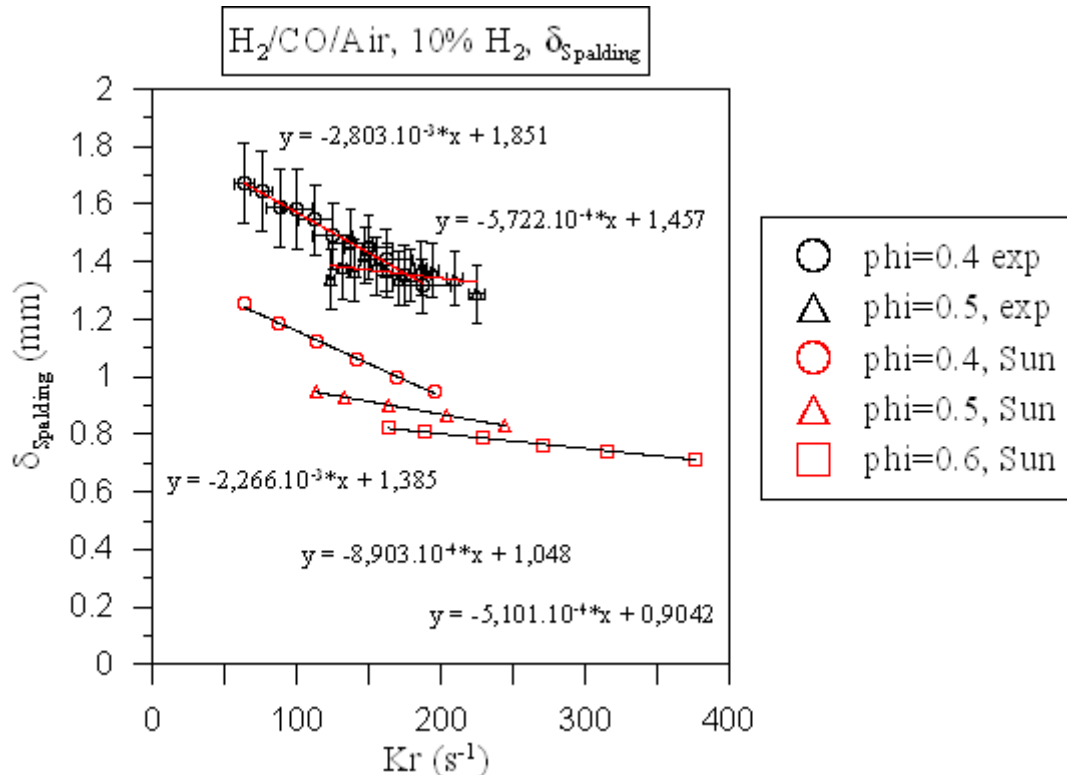 H₂/CO/Air, 10% H₂, δSpalding
2
1.8
1.6
1.4
1.2
1
0.8
0.6
0.4
0.2
0
δSpalding (mm)
y = -2,803.10⁻³*x + 1,851
y = -5,722.10⁻⁴*x + 1,457
y = -2,266.10⁻³*x + 1,385
y = -8,903.10⁻⁴*x + 1,048
y = -5,101.10⁻⁴*x + 0,9042
0 100 200 300 400
Kr (s⁻¹)
phi=0.4 exp
phi=0.5, exp
phi=0.4, Sun
phi=0.5, Sun
phi=0.6, Sun